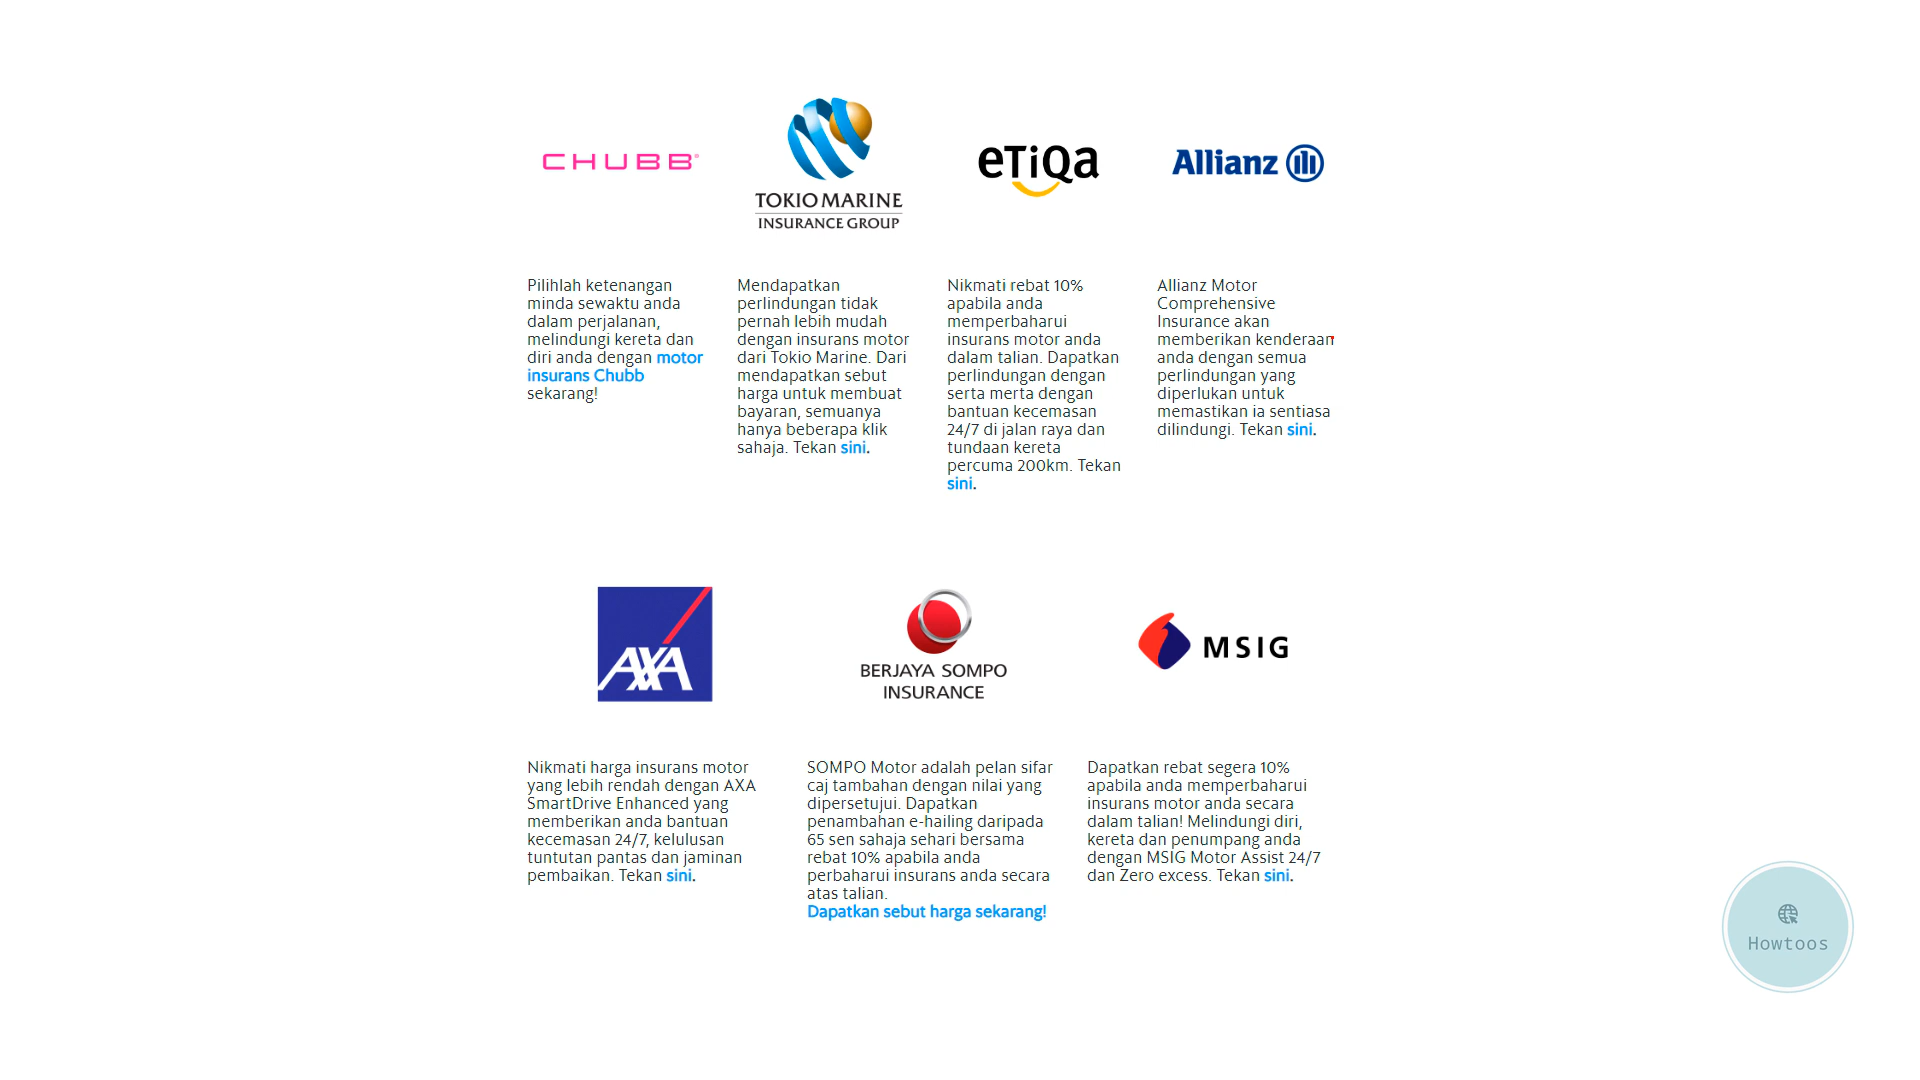 CHUBB®
TOKIO MARINE
INSURANCE GROUP
eTiQa
Allianz
Pilihlah ketenangan
minda sewaktu anda
dalam perjalanan,
melindungi kereta dan
diri anda dengan motor
insurans Chubb
sekarang!
Mendapatkan
perlindungan tidak
pernah lebih mudah
dengan insurans motor
dari Tokio Marine. Dari
mendapatkan sebut
harga untuk membuat
bayaran, semuanya
hanya beberapa klik
sahaja. Tekan sini.
Nikmati rebat 10%
apabila anda
memperbaharui
insurans motor anda
dalam talian. Dapatkan
perlindungan dengan
serta merta dengan
bantuan kecemasan
24/7 di jalan raya dan
tundaan kereta
percuma 200km. Tekan
sini.
Allianz Motor
Comprehensive
Insurance akan
memberikan kenderaan
anda dengan semua
perlindungan yang
diperlukan untuk
memastikan ia sentiasa
dilindungi. Tekan sini.
AXA
BERJAYA SOMPO
INSURANCE
MSIG
Nikmati harga insurans motor
yang lebih rendah dengan AXA
SmartDrive Enhanced yang
memberikan anda bantuan
kecemasan 24/7, kelulusan
tuntutan pantas dan jaminan
pembaikan. Tekan sini.
SOMPO Motor adalah pelan sifar
caj tambahan dengan nilai yang
dipersetujui. Dapatkan
penambahan e-hailing daripada
65 sen sahaja sehari bersama
rebat 10% apabila anda
perbaharui insurans anda secara
atas talian.
Dapatkan sebut harga sekarang!
Dapatkan rebat segera 10%
apabila anda memperbaharui
insurans motor anda secara
dalam talian! Melindungi diri,
kereta dan penumpang anda
dengan MSIG Motor Assist 24/7
dan Zero excess. Tekan sini.
Howtoos